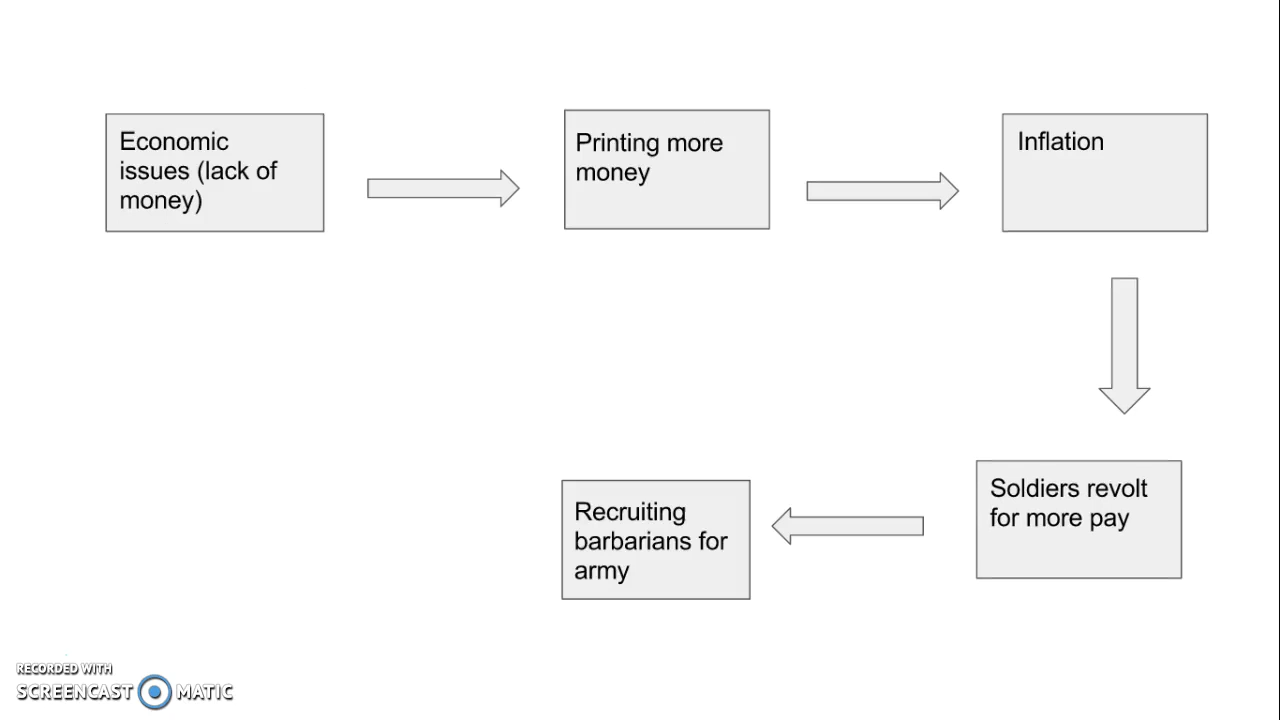 Economic
issues (lack of
money)
Printing more
money
Inflation
Soldiers revolt
for more pay
Recruiting
barbarians for
army
RECORDED WITH
SCREENCAST MATIC